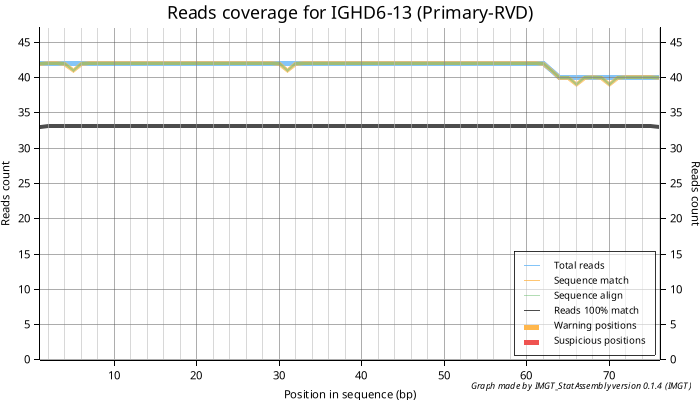 Reads coverage for IGHD6-13 (Primary-RVD)
45 45
40 40
35 35
30 30
25 25
20 20
15 15
10 10
5 5
0 0
Reads count
Reads count
Total reads
Sequence match
Sequence align
Reads 100% match
Warning positions
Suspicious positions
10 20 30 40 50 60 70
Position in sequence (bp)
Graph made by IMGT_StatAssembly version 0.1.4 (IMGT)